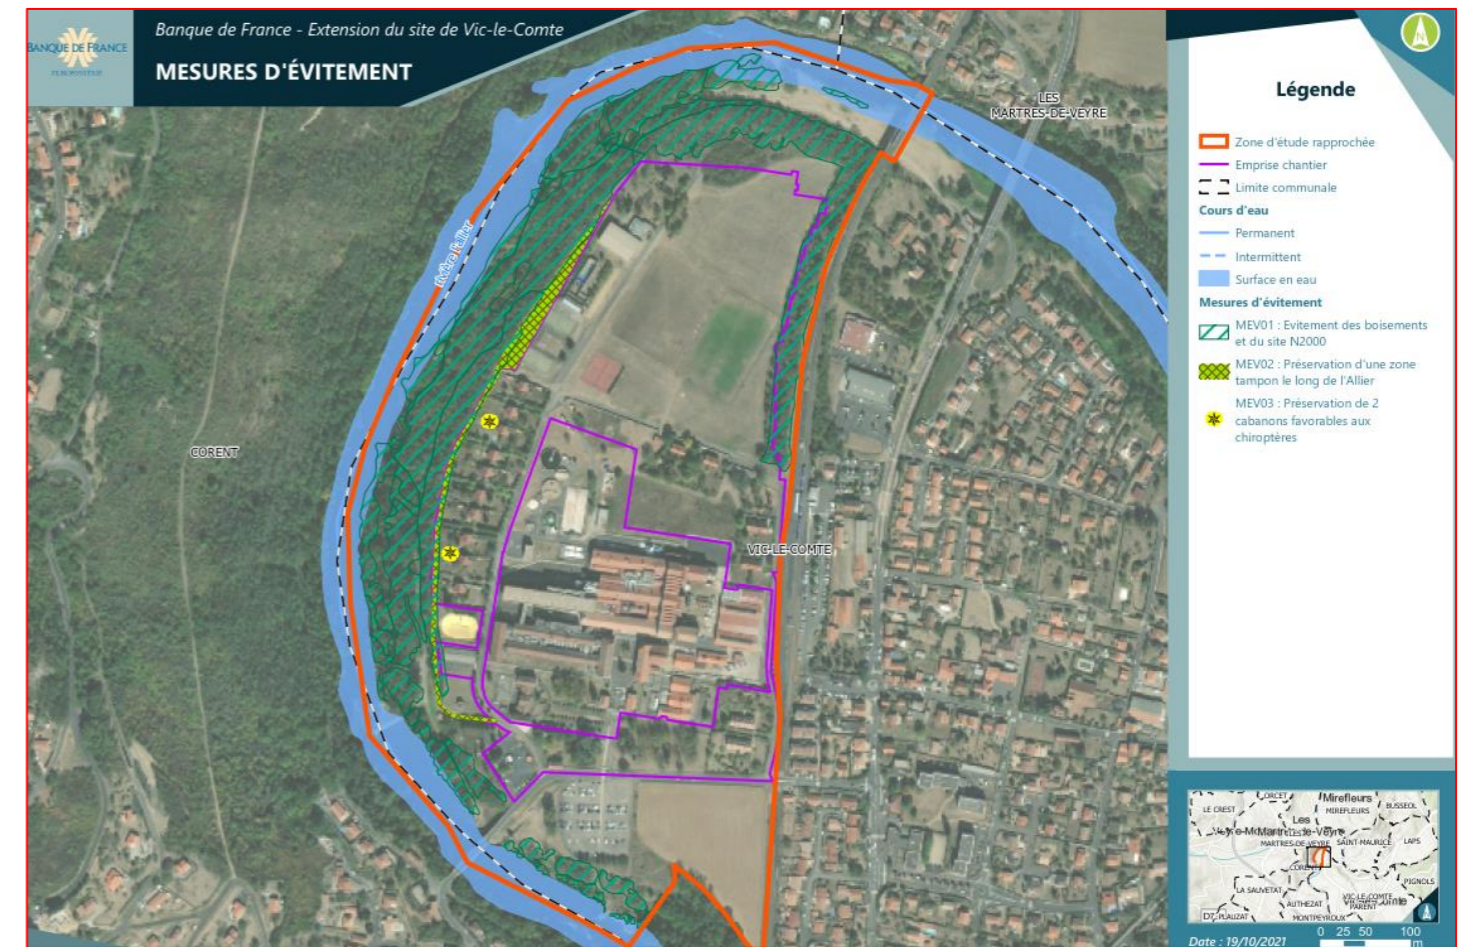 BANQUE DE FRANCE
EUROSYSTÈME
Banque de France - Extension du site de Vic-le-Comte
MESURES D'ÉVITEMENT
LES
MARTRES-DE-VEYRE
Rivière l'allier
CORENT
VIC-LE-COMTE
N
Légende
Zone d'étude rapprochée
Emprise chantier
Limite communale
Cours d'eau
Permanent
Intermittent
Surface en eau
Mesures d'évitement
MEV01 : Evitement des boisements
et du site N2000
MEV02 : Préservation d'une zone
tampon le long de l'Allier
MEV03 : Préservation de 2
cabanons favorables aux
chiroptères
ORCET
Mirefleurs
LE CREST
MIREFLEURS
BUSSEOL
Les
MARTRES-DE-VEYRE
SAINT-MAURICE
LAPS
CORENT
PIGNOLS
LA SAUVETAT
VIC-LE-COMTE
AUTHEZAT
PARENT
PLAUZAT
MONTPEYROUX
Date : 19/10/2021
0 25 50 100
m